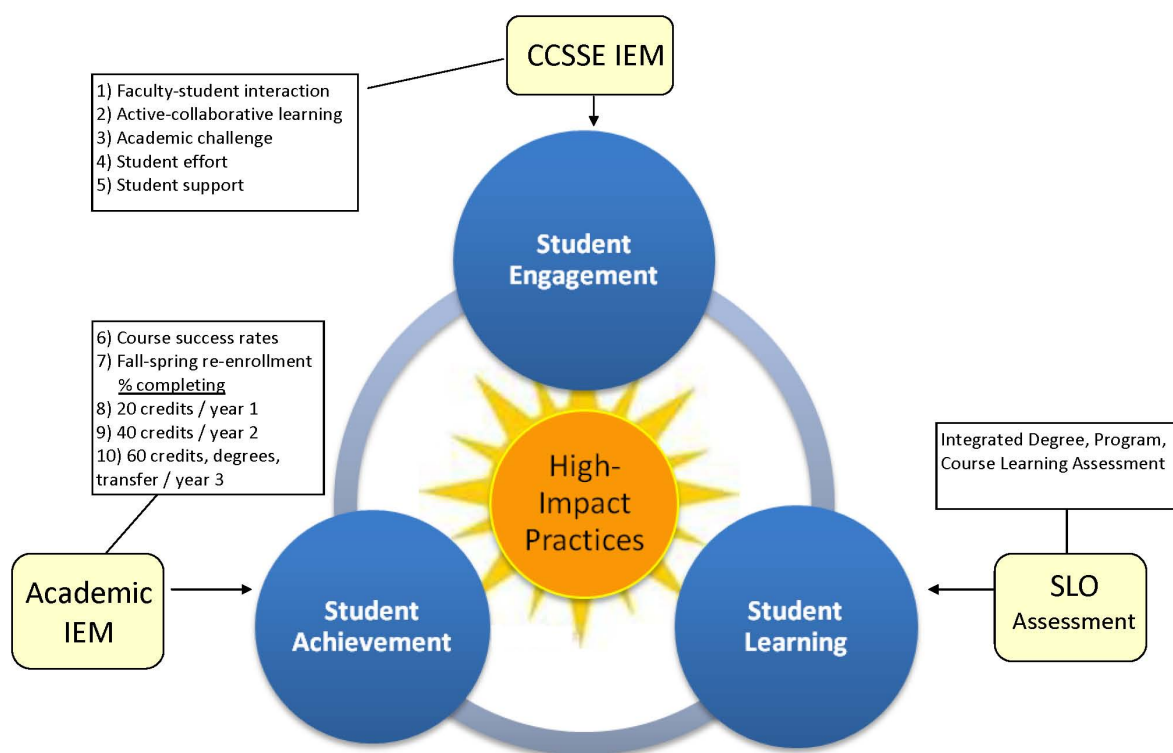 CCSSE IEM
1) Faculty-student interaction
2) Active-collaborative learning
3) Academic challenge
4) Student effort
5) Student support
Student
Engagement
6) Course success rates
7) Fall-spring re-enrollment
% completing
8) 20 credits / year 1
9) 40 credits / year 2
10) 60 credits, degrees,
transfer / year 3
High-
Impact
Practices
Integrated Degree, Program,
Course Learning Assessment
Academic
IEM
Student
Achievement
Student
Learning
SLO
Assessment